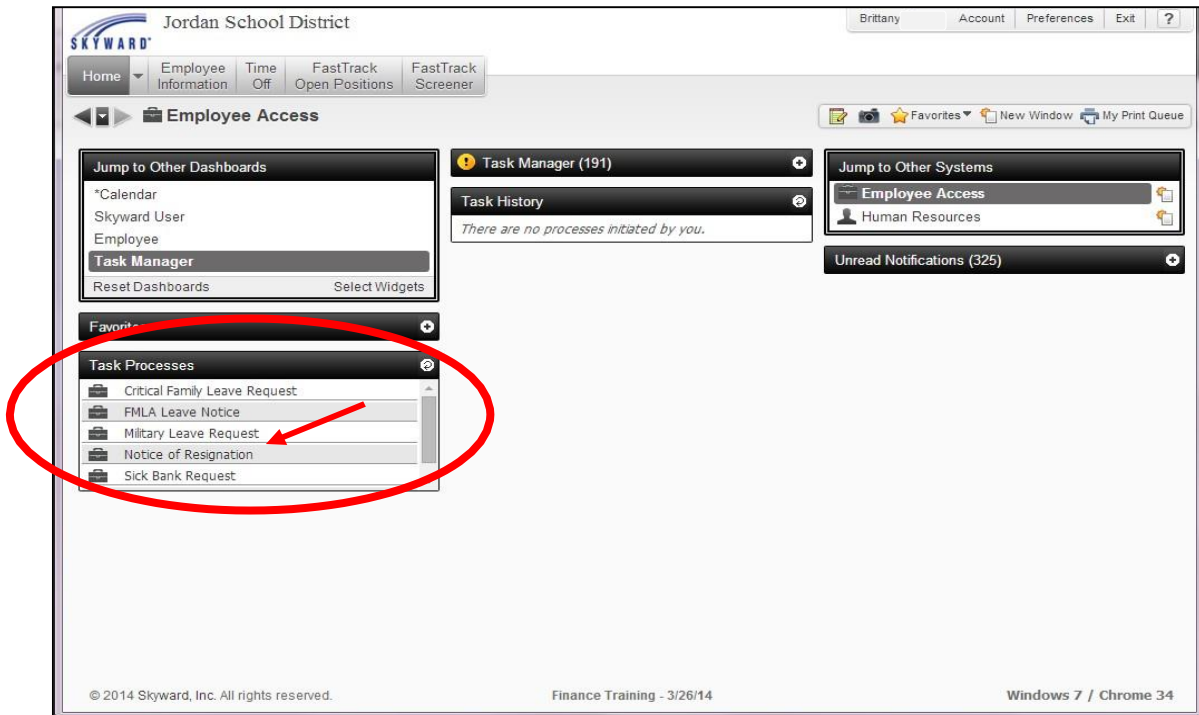 Jordan School District
SKYWARD
Brittany Account Preferences Exit ?
Home Employee Information Time Off FastTrack Open Positions FastTrack Screener
Employee Access
Favorites New Window My Print Queue
Jump to Other Dashboards
*Calendar
Skyward User
Employee
Task Manager
Reset Dashboards Select Widgets
Favorites
Task Processes
Critical Family Leave Request
FMLA Leave Notice
Military Leave Request
Notice of Resignation
Sick Bank Request
Task Manager (191)
Task History
There are no processes initiated by you.
Jump to Other Systems
Employee Access
Human Resources
Unread Notifications (325)
© 2014 Skyward, Inc. All rights reserved.
Finance Training - 3/26/14
Windows 7 / Chrome 34